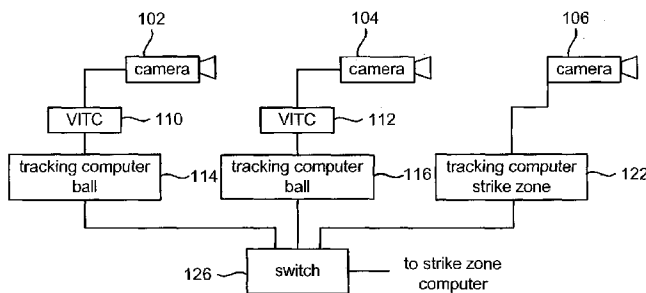 102
104
106
camera
camera
camera
VITC
110
VITC
112
tracking computer
ball
114
tracking computer
ball
116
tracking computer
strike zone
122
126
switch
to strike zone
computer